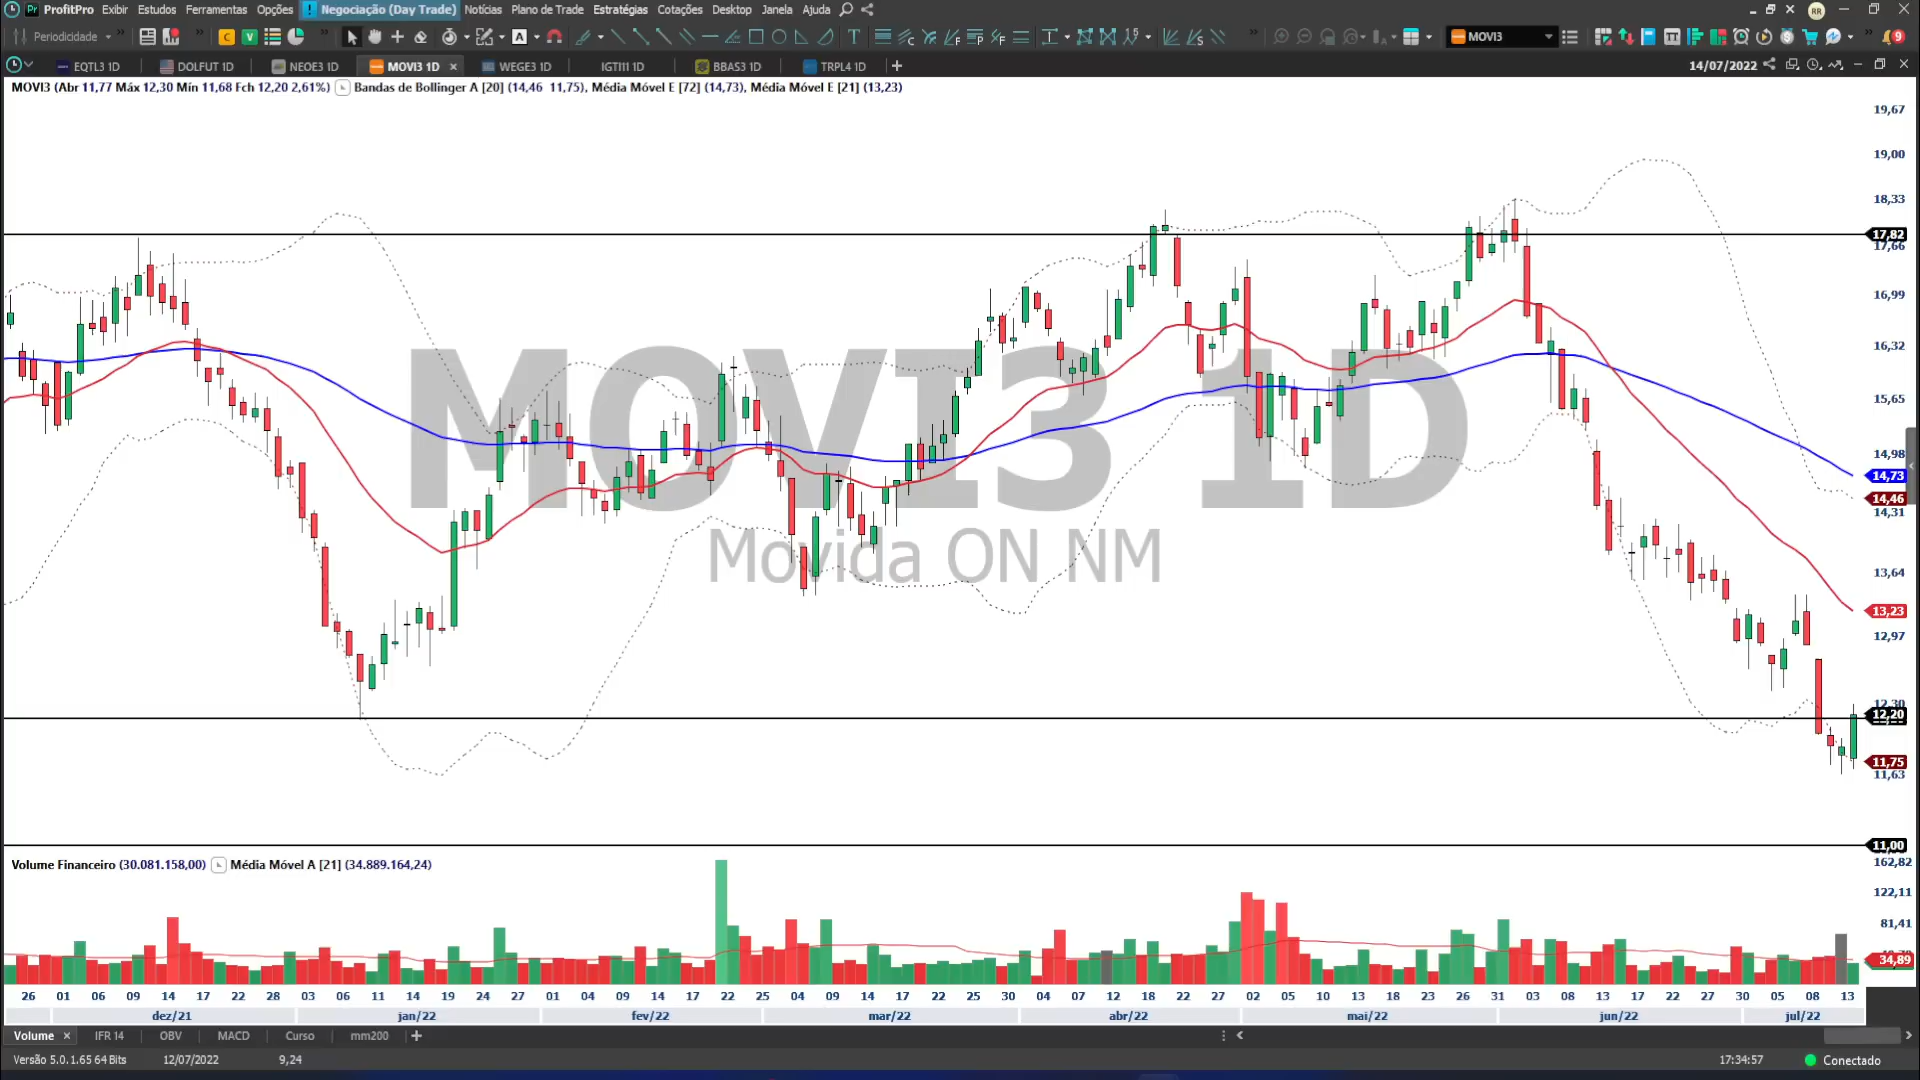 ProfitPro Exibir Estudos Ferramentas Opções ! Negociação (Day Trade) Notícias Plano de Trade Estratégias Cotações Desktop Janela Ajuda RR
Periodicidade C V A T MOVI3 TT 9
EQTL3 1D DOLFUT 1D NEOE3 1D MOVI3 1D × WEGE3 1D IGTI11 1D BBAS3 1D TRPL4 1D + 14/07/2022
MOVI3 (Abr 11,77 Máx 12,30 Mín 11,68 Fch 12,20 2,61%) Bandas de Bollinger A [20] (14,46 11,75), Média Móvel E [72] (14,73), Média Móvel E [21] (13,23)
19,67
19,00
18,33
17,82
17,66
16,99
16,32
15,65
14,98
14,73
14,46
14,31
13,64
13,23
12,97
12,30
12,20
11,75
11,63
11,00
MOVI3 1D
Movida ON NM
Volume Financeiro (30.081.158,00) Média Móvel A [21] (34.889.164,24)
162,82
122,11
81,41
34,89
26 01 06 09 14 17 22 28 03 06 11 14 19 24 27 01 04 09 14 17 22 25 04 09 14 17 22 25 30 04 07 12 18 22 27 02 05 10 13 18 23 26 31 03 08 13 17 22 27 30 05 08 13
dez/21 jan/22 fev/22 mar/22 abr/22 mai/22 jun/22 jul/22
Volume × IFR 14 OBV MACD Curso mm200 +
Versão 5.0.1.65 64 Bits 12/07/2022 9,24 17:34:57 Conectado